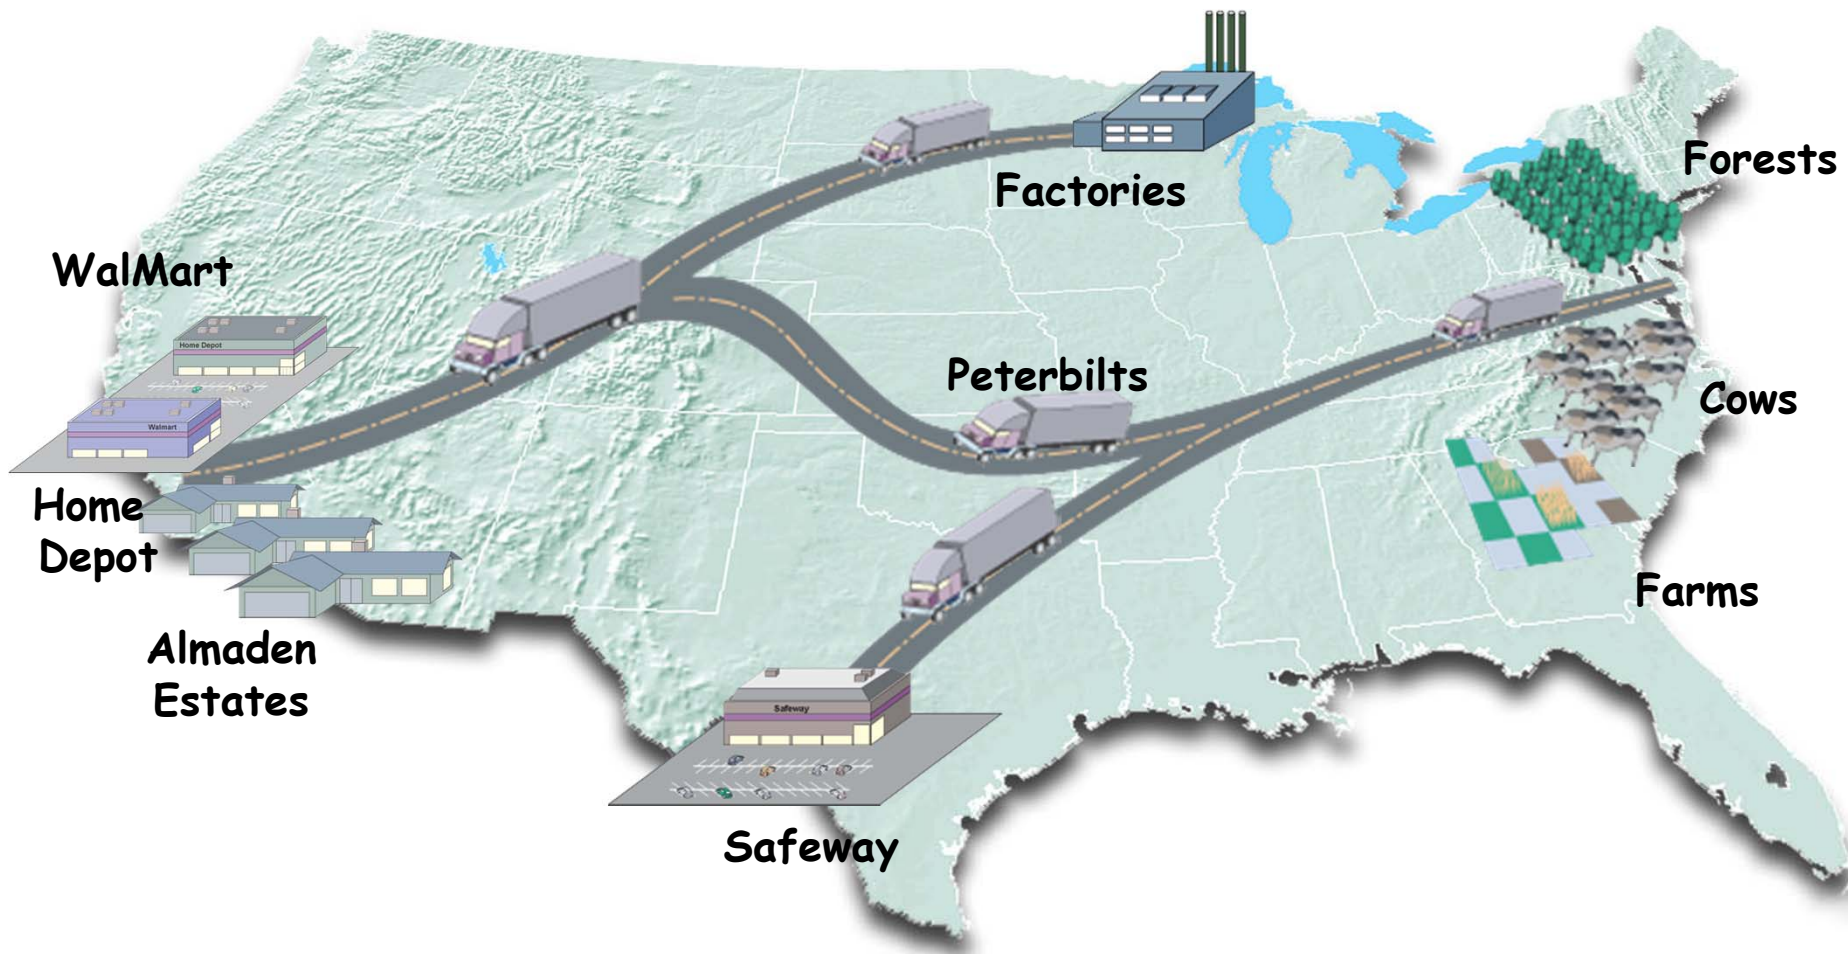 Forests
Factories
WalMart
Home Depot
Peterbilts
Cows
Walmart
Home
Depot
Farms
Almaden
Estates
Safeway
Safeway